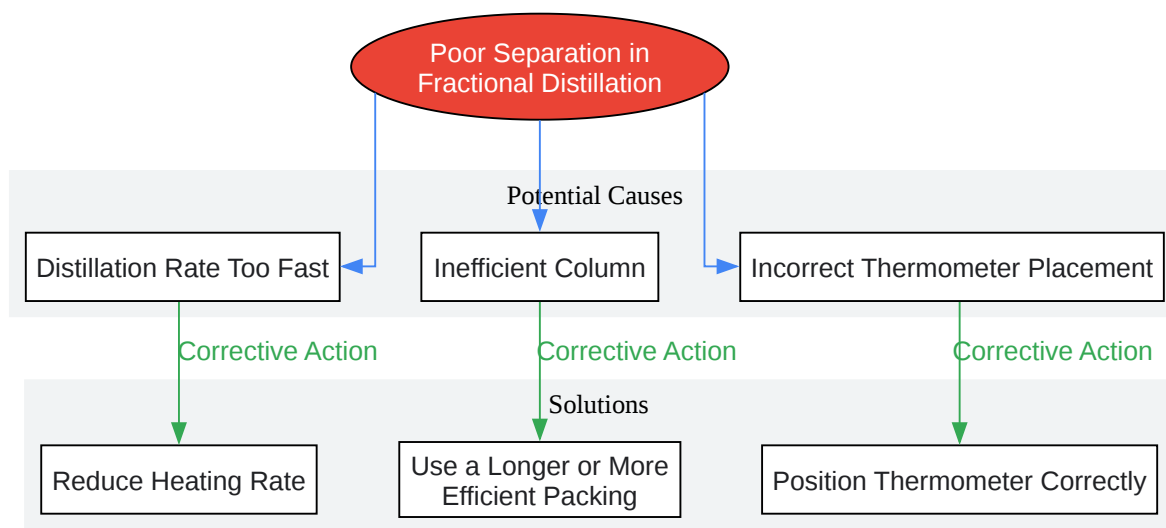 Poor Separation in
Fractional Distillation
Potential Causes
Distillation Rate Too Fast
Inefficient Column
Incorrect Thermometer Placement
Corrective Action
Corrective Action
Corrective Action
Solutions
Reduce Heating Rate
Use a Longer or More
Efficient Packing
Position Thermometer Correctly